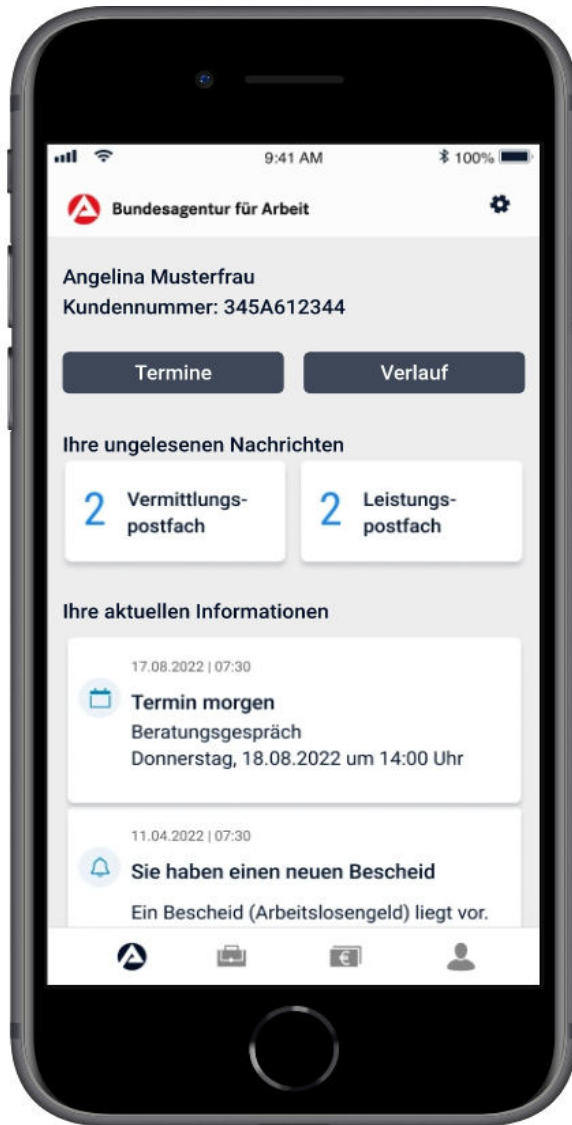 9:41 AM
100%
Bundesagentur für Arbeit
Angelina Musterfrau
Kundennummer: 345A612344
Termine
Verlauf
Ihre ungelesenen Nachrichten
2
Vermittlungs-
postfach
2
Leistungs-
postfach
Ihre aktuellen Informationen
17.08.2022 | 07:30
Termin morgen
Beratungsgespräch
Donnerstag, 18.08.2022 um 14:00 Uhr
11.04.2022 | 07:30
Sie haben einen neuen Bescheid
Ein Bescheid (Arbeitslosengeld) liegt vor.